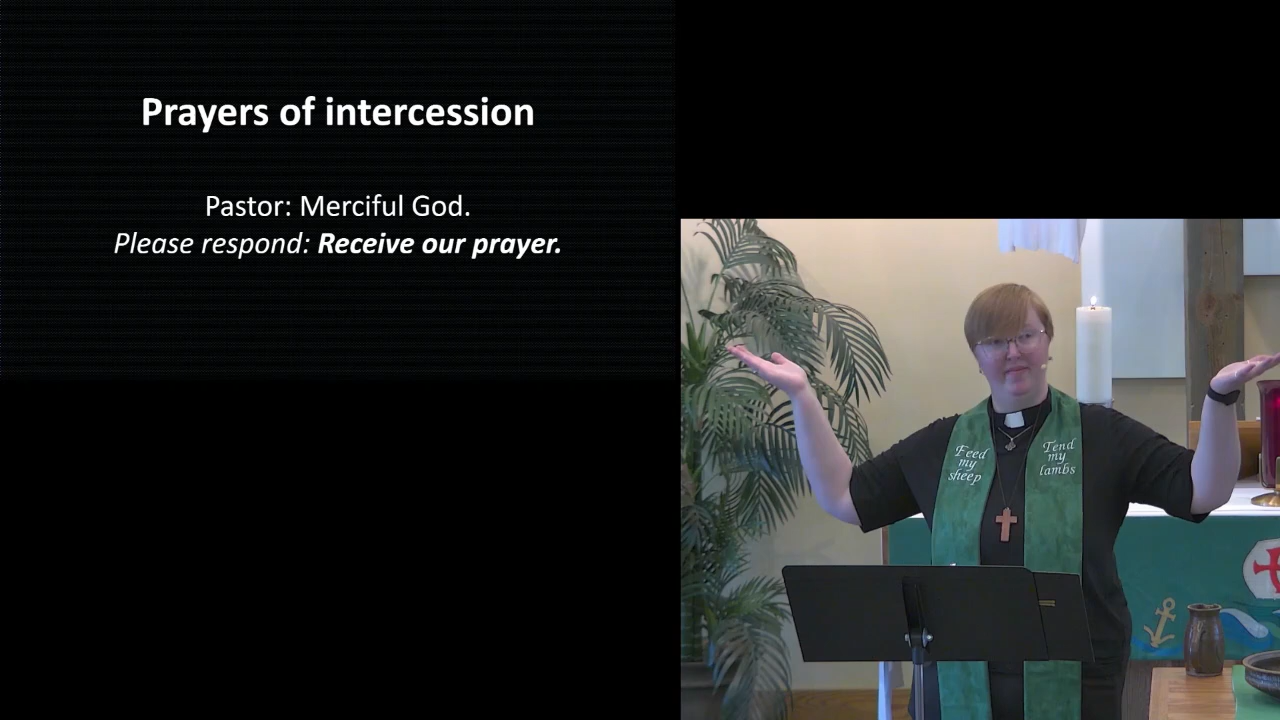 Prayers of intercession
Pastor: Merciful God.
Please respond: Receive our prayer.
Feed
my
sheep
Tend
my
lambs